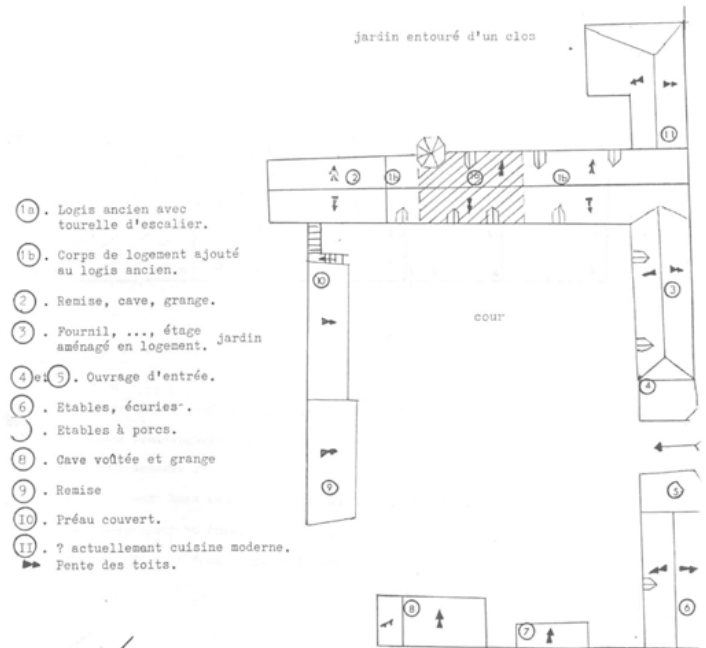 jardin entouré d'un clos
1a . Logis ancien avec
tourelle d'escalier.
1b . Corps de logement ajouté
au logis ancien.
2 . Remise, cave, grange.
3 . Fournil, ..., étage
aménagé en logement.
4 et 5 . Ouvrage d'entrée.
6 . Etables, écuries.
. Etables à porcs.
8 . Cave voûtée et grange
9 . Remise
10 . Préau couvert.
II . ? actuellement cuisine moderne.
Pente des toits.
jardin
cour
11
2
1b
1b
10
3
4
9
5
8
7
6